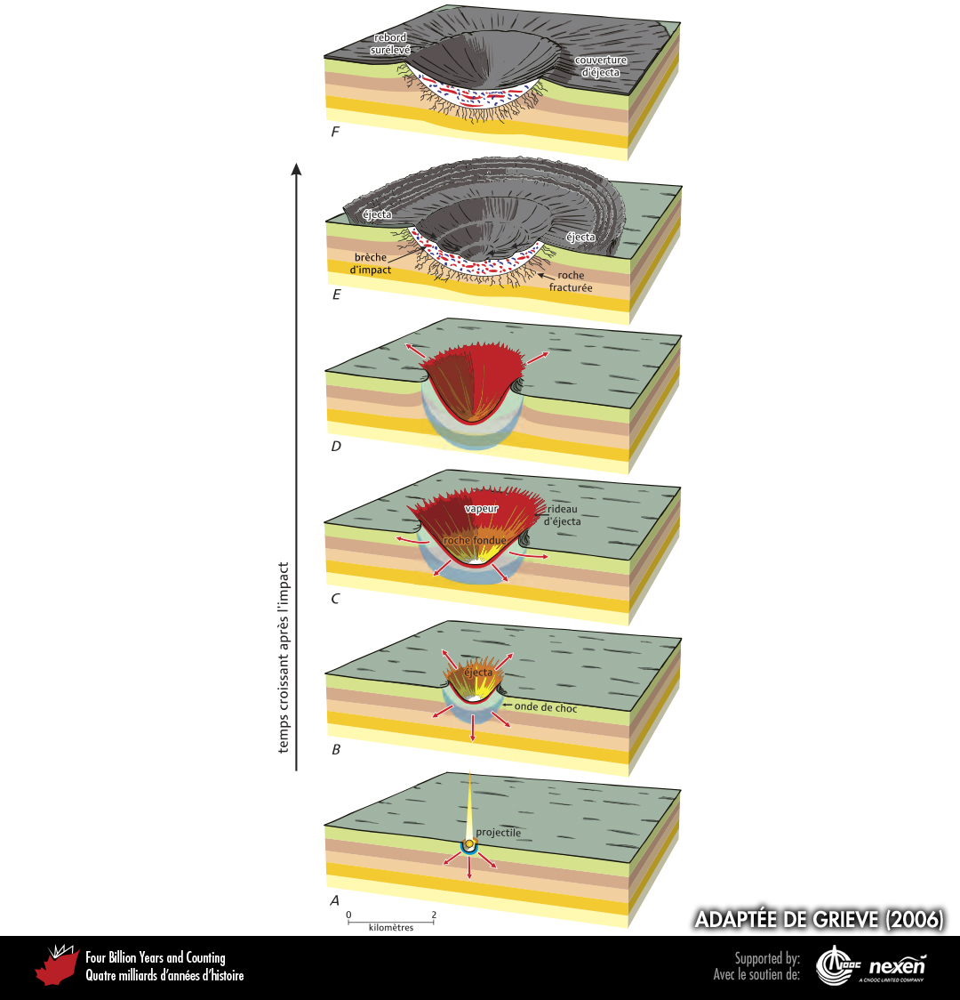 rebord
surélevé
couverture
d'éjecta
F
éjecta
éjecta
brèche
d'impact
roche
fracturée
E
D
vapeur
rideau
d'éjecta
roche fondue
C
temps croissant après l'impact
éjecta
onde de choc
B
projectile
A
0 2
kilomètres
ADAPTÉE DE GRIEVE (2006)
Four Billion Years and Counting
Quatre milliards d'années d'histoire
Supported by:
Avec le soutien de:
CNOOC
nexen
A CNOOC LIMITED COMPANY